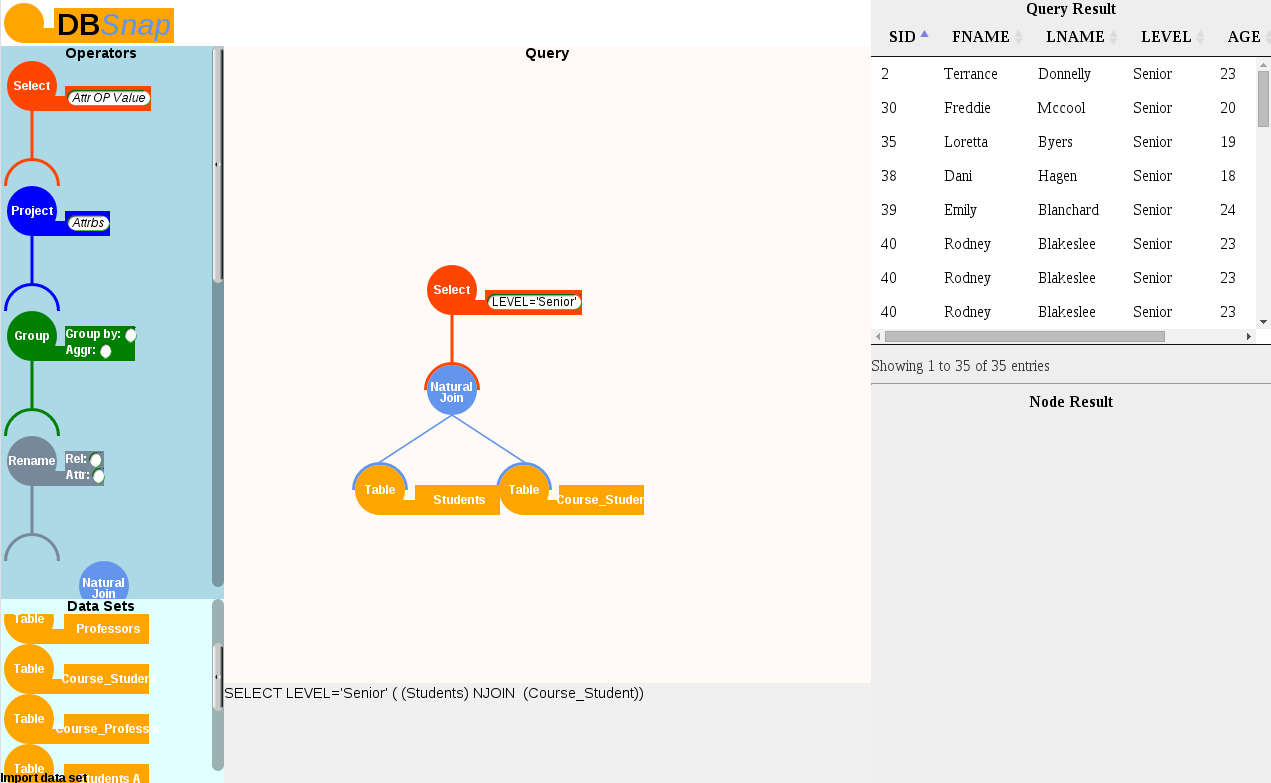 DBSnap
Operators
Select
Attr OP Value
Project
Attrbs
Group
Group by:
Aggr:
Rename
Rel:
Attr:
Natural
Join
Data Sets
Table
Professors
Table
Course_Student
Table
Course_Professor
Table
Students A
Import data set
Query
Select
LEVEL='Senior'
Natural
Join
Table
Students
Table
Course_Studen
SELECT LEVEL='Senior' ( (Students) NJOIN  (Course_Student))
Query Result
SID FNAME LNAME LEVEL AGE
2 Terrance Donnelly Senior 23
30 Freddie Mccool Senior 20
35 Loretta Byers Senior 19
38 Dani Hagen Senior 18
39 Emily Blanchard Senior 24
40 Rodney Blakeslee Senior 23
40 Rodney Blakeslee Senior 23
40 Rodney Blakeslee Senior 23
Showing 1 to 35 of 35 entries
Node Result